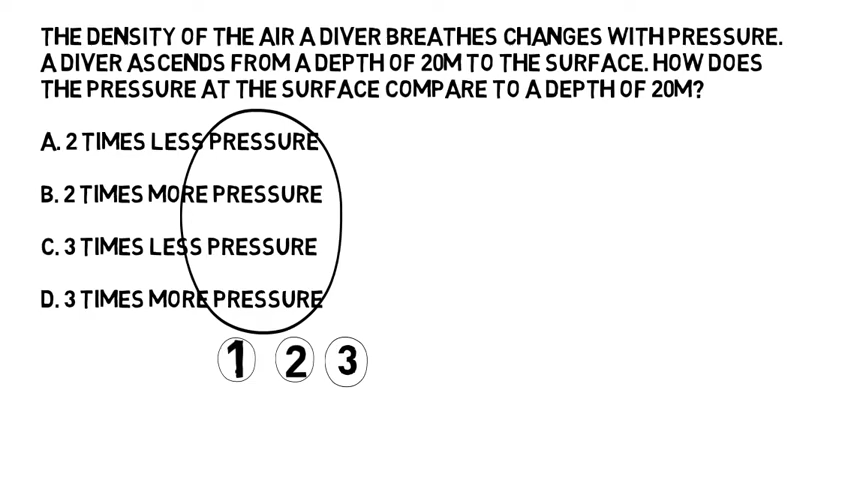 THE DENSITY OF THE AIR A DIVER BREATHES CHANGES WITH PRESSURE.
A DIVER ASCENDS FROM A DEPTH OF 20M TO THE SURFACE. HOW DOES
THE PRESSURE AT THE SURFACE COMPARE TO A DEPTH OF 20M?
A. 2 TIMES LESS PRESSURE
B. 2 TIMES MORE PRESSURE
C. 3 TIMES LESS PRESSURE
D. 3 TIMES MORE PRESSURE
1 2 3